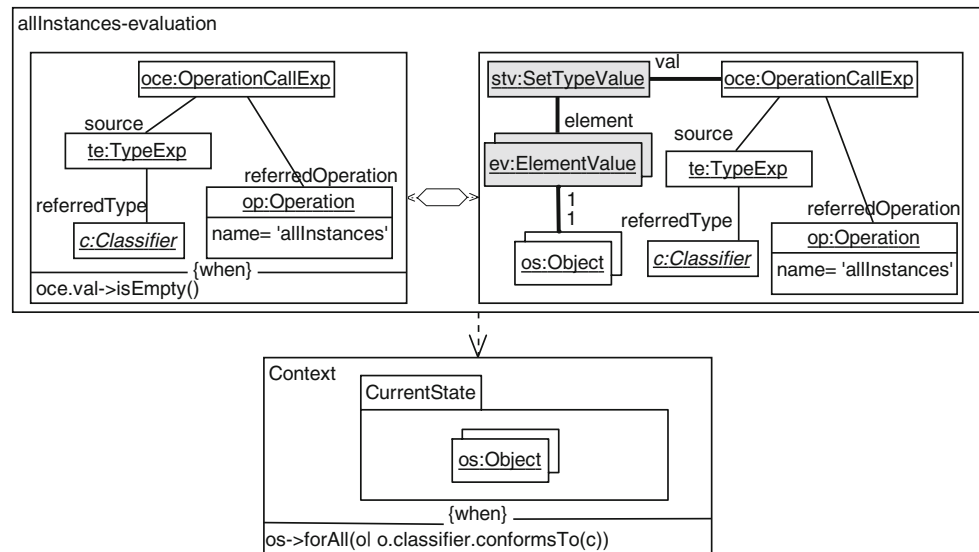 allInstances-evaluation
oce:OperationCallExp
source
te:TypeExp
referredOperation
referredType
op:Operation
c:Classifier
name= 'allInstances'
{when}
oce.val->isEmpty()
val
stv:SetTypeValue
oce:OperationCallExp
element
source
ev:ElementValue
te:TypeExp
1
1
referredType
referredOperation
os:Object
c:Classifier
op:Operation
name= 'allInstances'
Context
CurrentState
os:Object
{when}
os->forAll(o| o.classifier.conformsTo(c))